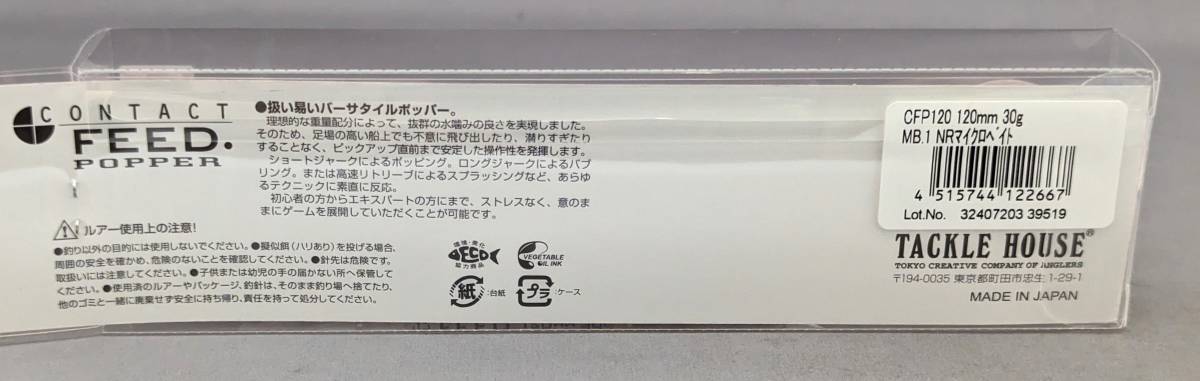 CONTACT
FEED.
POPPER
●扱い易いバーサタイルポッパー。
理想的な重量配分によって、抜群の水噛みの良さを実現しました。
そのため、足場の高い船上でも不意に飛び出したり、潜りすぎたり
することなく、ピックアップ直前まで安定した操作性を発揮します。
ショートジャークによるポッピング。ロングジャークによるバブ
リング。または高速リトリーブによるスプラッシングなど、あらゆ
るテクニックに素直に反応。
初心者の方からエキスパートの方にまで、ストレスなく、意のま
まにゲームを展開していただくことが可能です。
ルアー使用上の注意!
●釣り以外の目的には使用しないでください。●擬似餌(ハリあり)を投げる場合、
周囲の安全を確かめ、危険のないことを確認してください。●針先は危険です。
取扱いには注意してください。●子供または幼児の手の届かない所へ保管して
ください。●使用済のルアーやパッケージ、釣針は、そのまま釣り場へ捨てたり、
他のゴミと一緒に廃棄せず安全に持ち帰り、責任を持って処分してください。
環境・美化
ECO
協力商品
VEGETABLE
OIL INK
紙:台紙
プラ:ケース
CFP120 120mm 30g
MB.1 NRマイクロベイト
4 515744 122667
Lot.No. 32407203 39519
TACKLE HOUSE®
TOKYO CREATIVE COMPANY OF ANGLERS
〒194-0035 東京都町田市忠生1-29-1
MADE IN JAPAN